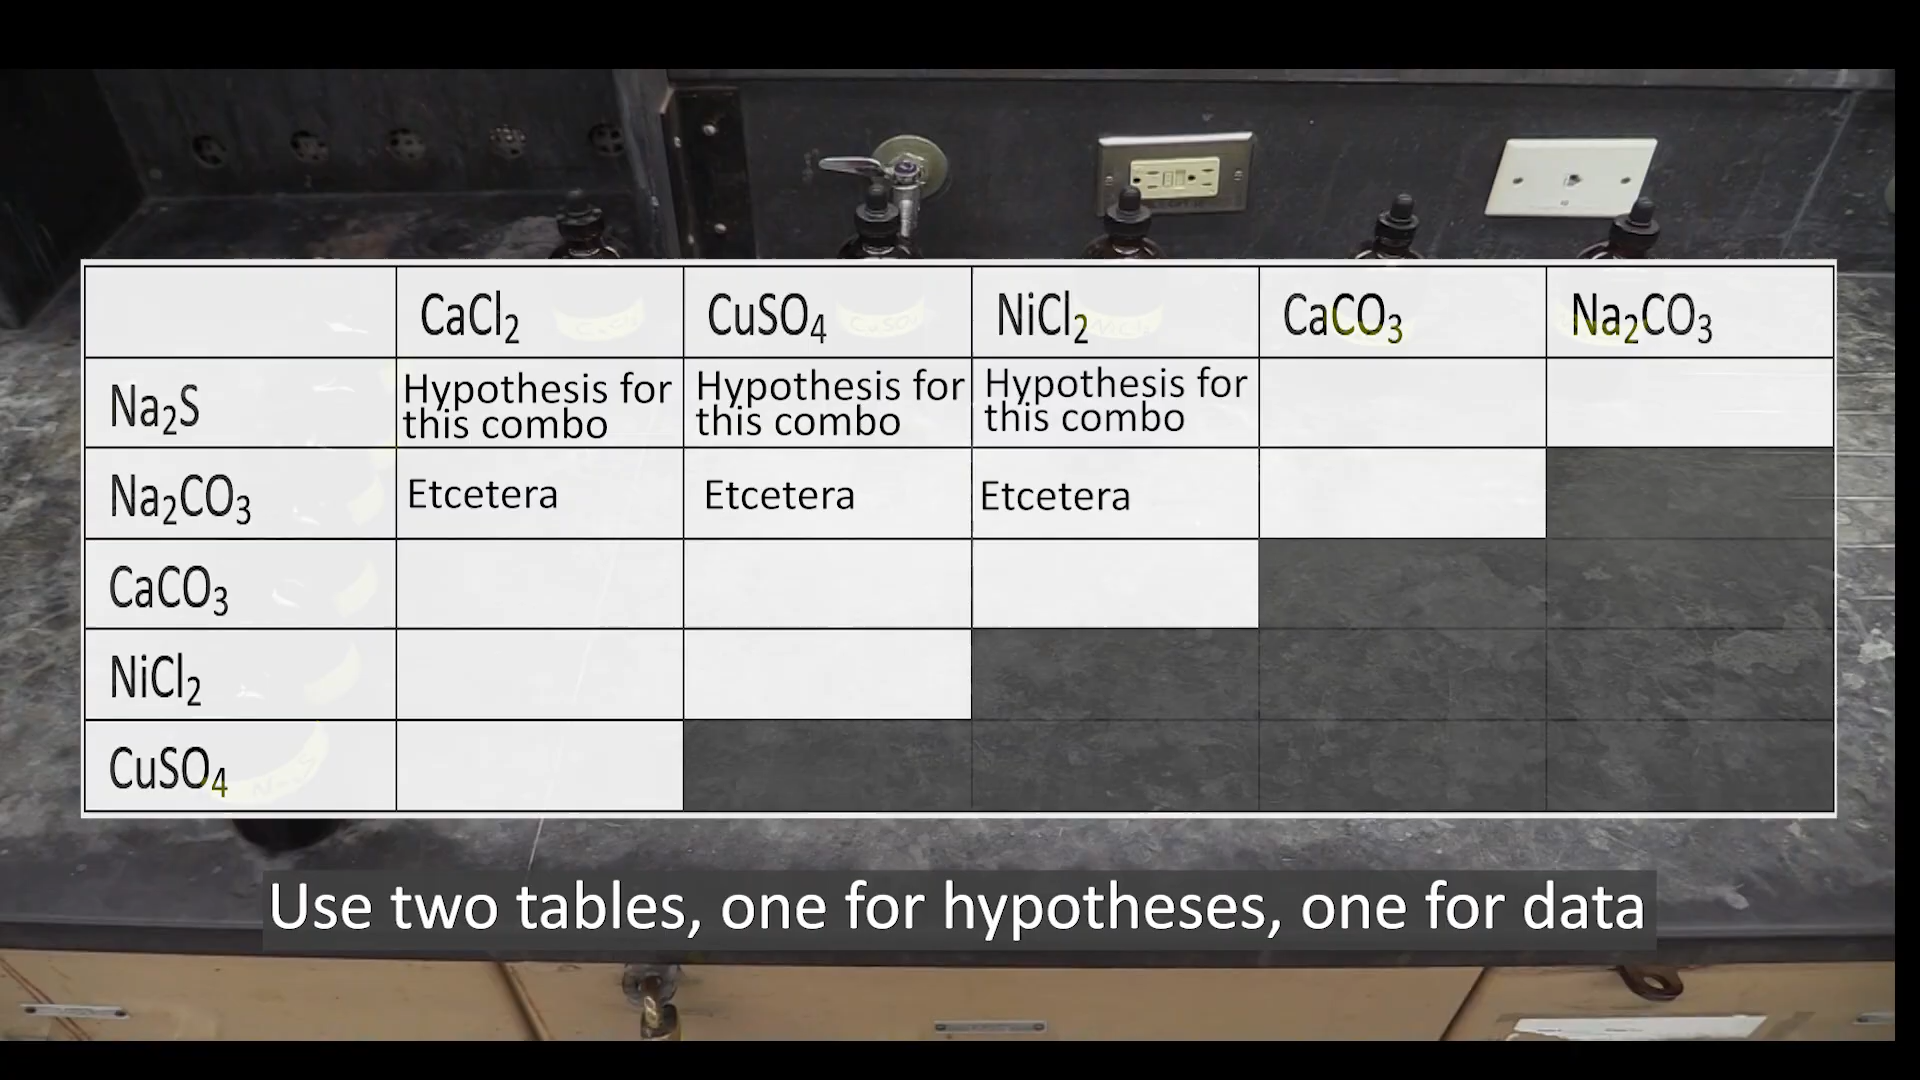 CaCl₂ CuSO₄ NiCl₂ CaCO₃ Na₂CO₃
Na₂S Hypothesis for this combo Hypothesis for this combo Hypothesis for this combo
Na₂CO₃ Etcetera Etcetera Etcetera
CaCO₃
NiCl₂
CuSO₄
Use two tables, one for hypotheses, one for data